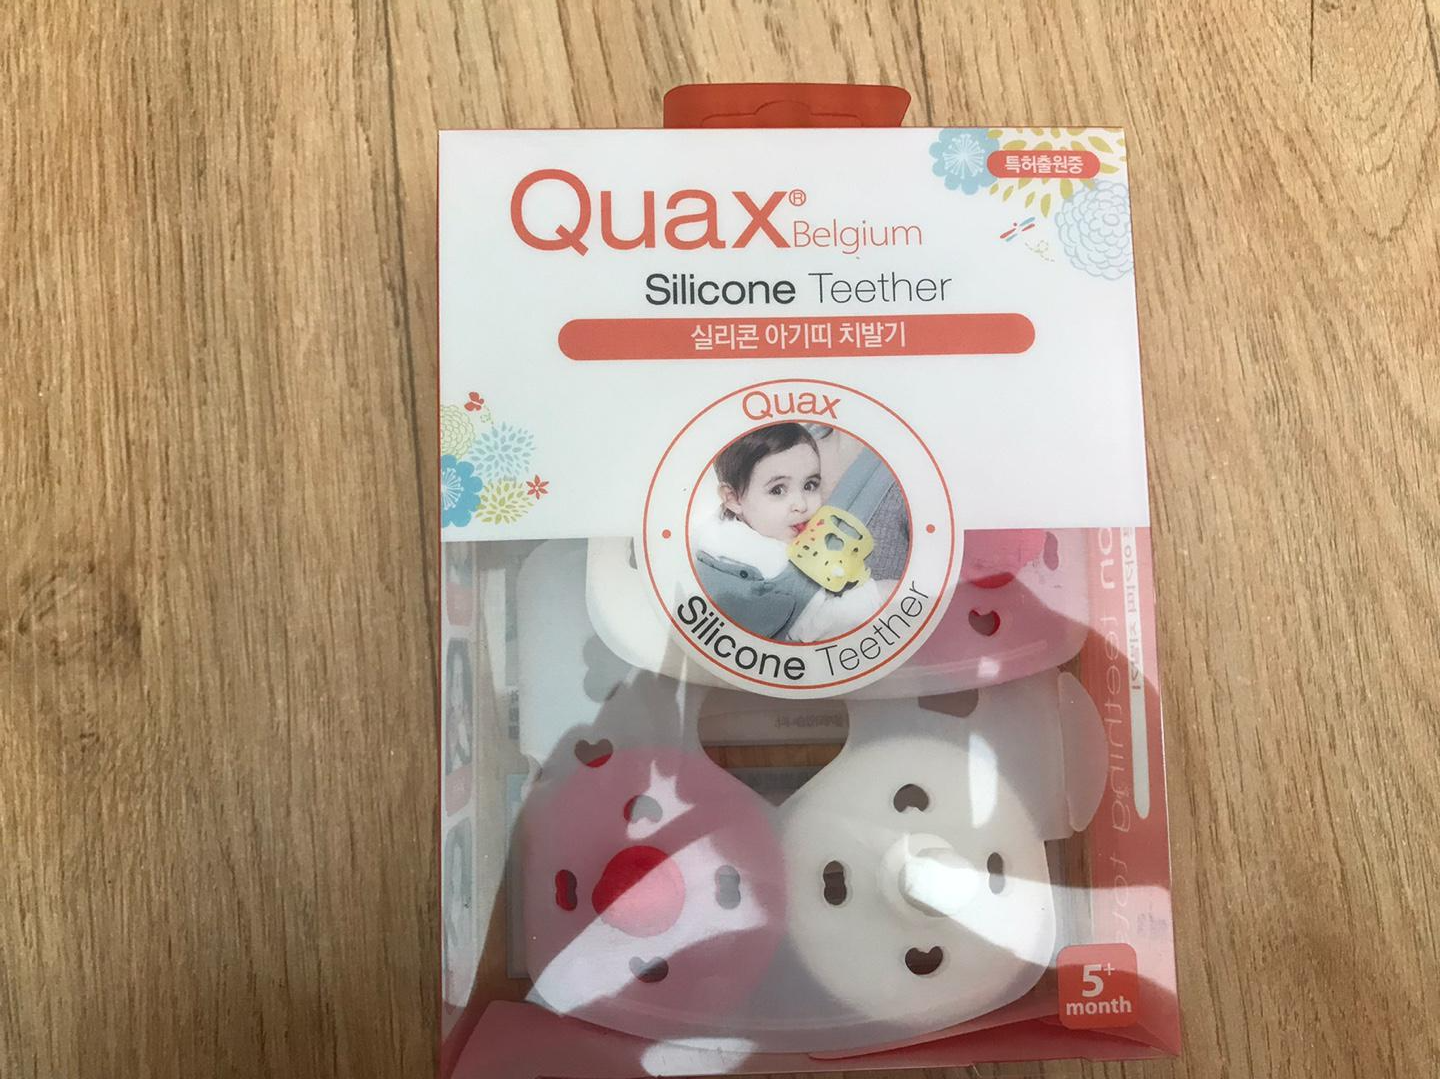 특허출원중
Quax® Belgium
Silicone Teether
실리콘 아기띠 치발기
Quax
Silicone Teether
5+
month